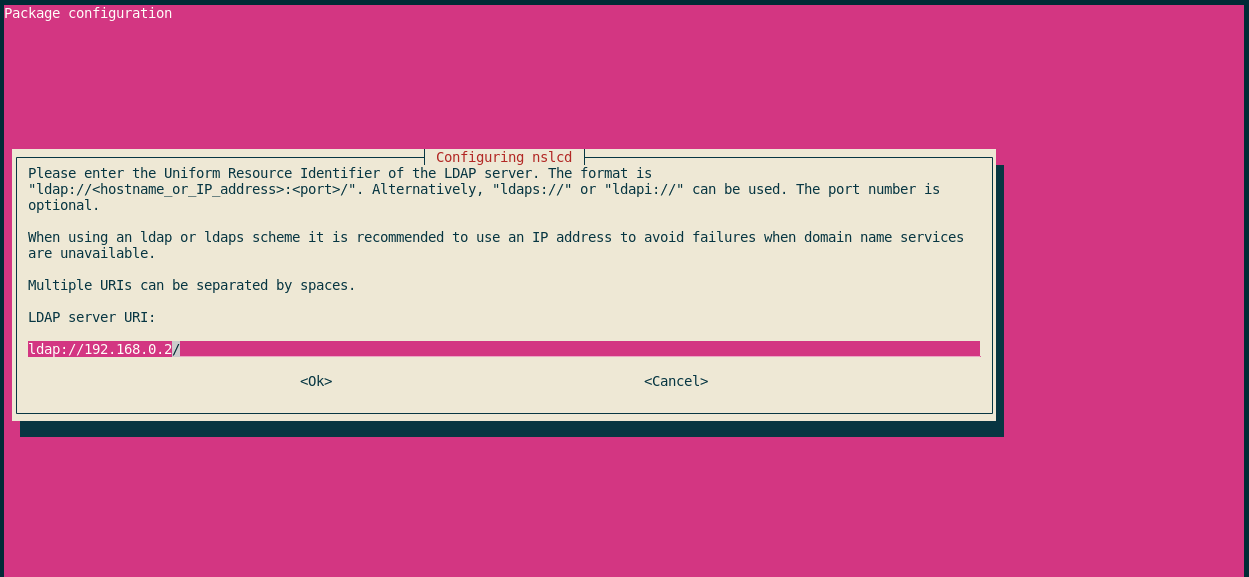 Package configuration
Configuring nslcd
Please enter the Uniform Resource Identifier of the LDAP server. The format is
"ldap://<hostname_or_IP_address>:<port>/". Alternatively, "ldaps://" or "ldapi://" can be used. The port number is
optional.
When using an ldap or ldaps scheme it is recommended to use an IP address to avoid failures when domain name services
are unavailable.
Multiple URIs can be separated by spaces.
LDAP server URI:
ldap://192.168.0.2/
<Ok> <Cancel>